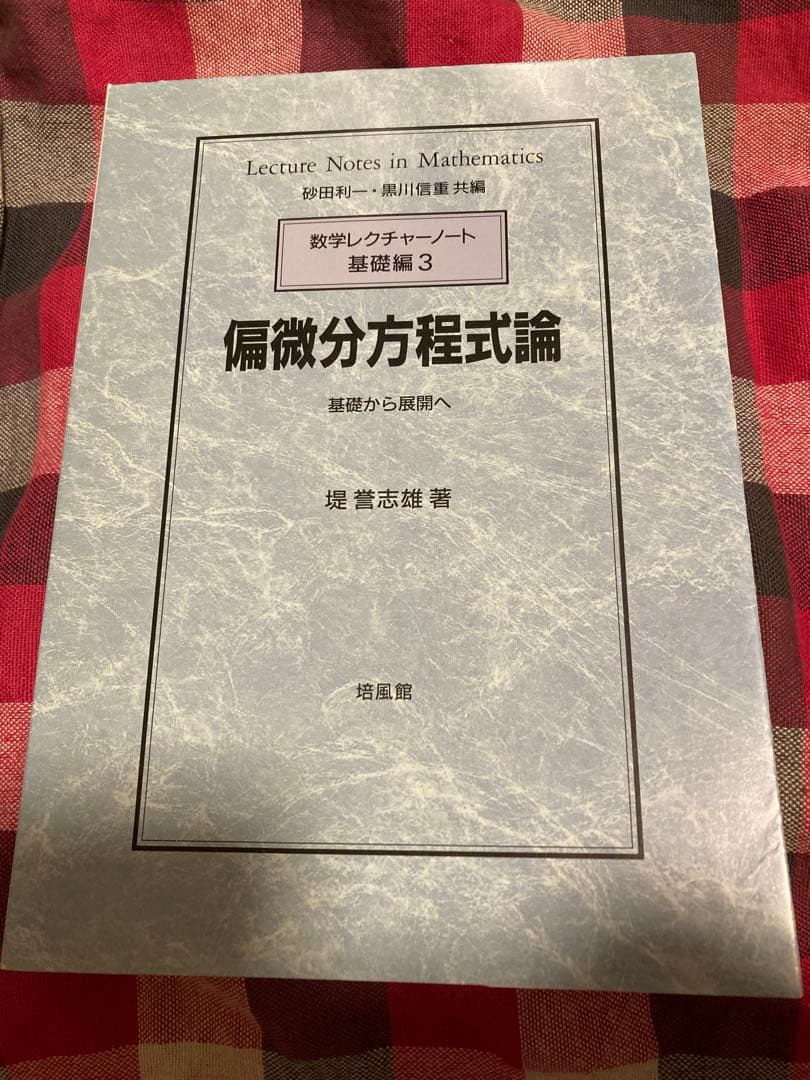 Lecture Notes in Mathematics
砂田利一・黒川信重 共編
数学レクチャーノート
基礎編3
偏微分方程式論
基礎から展開へ
堤 誉志雄 著
培風館